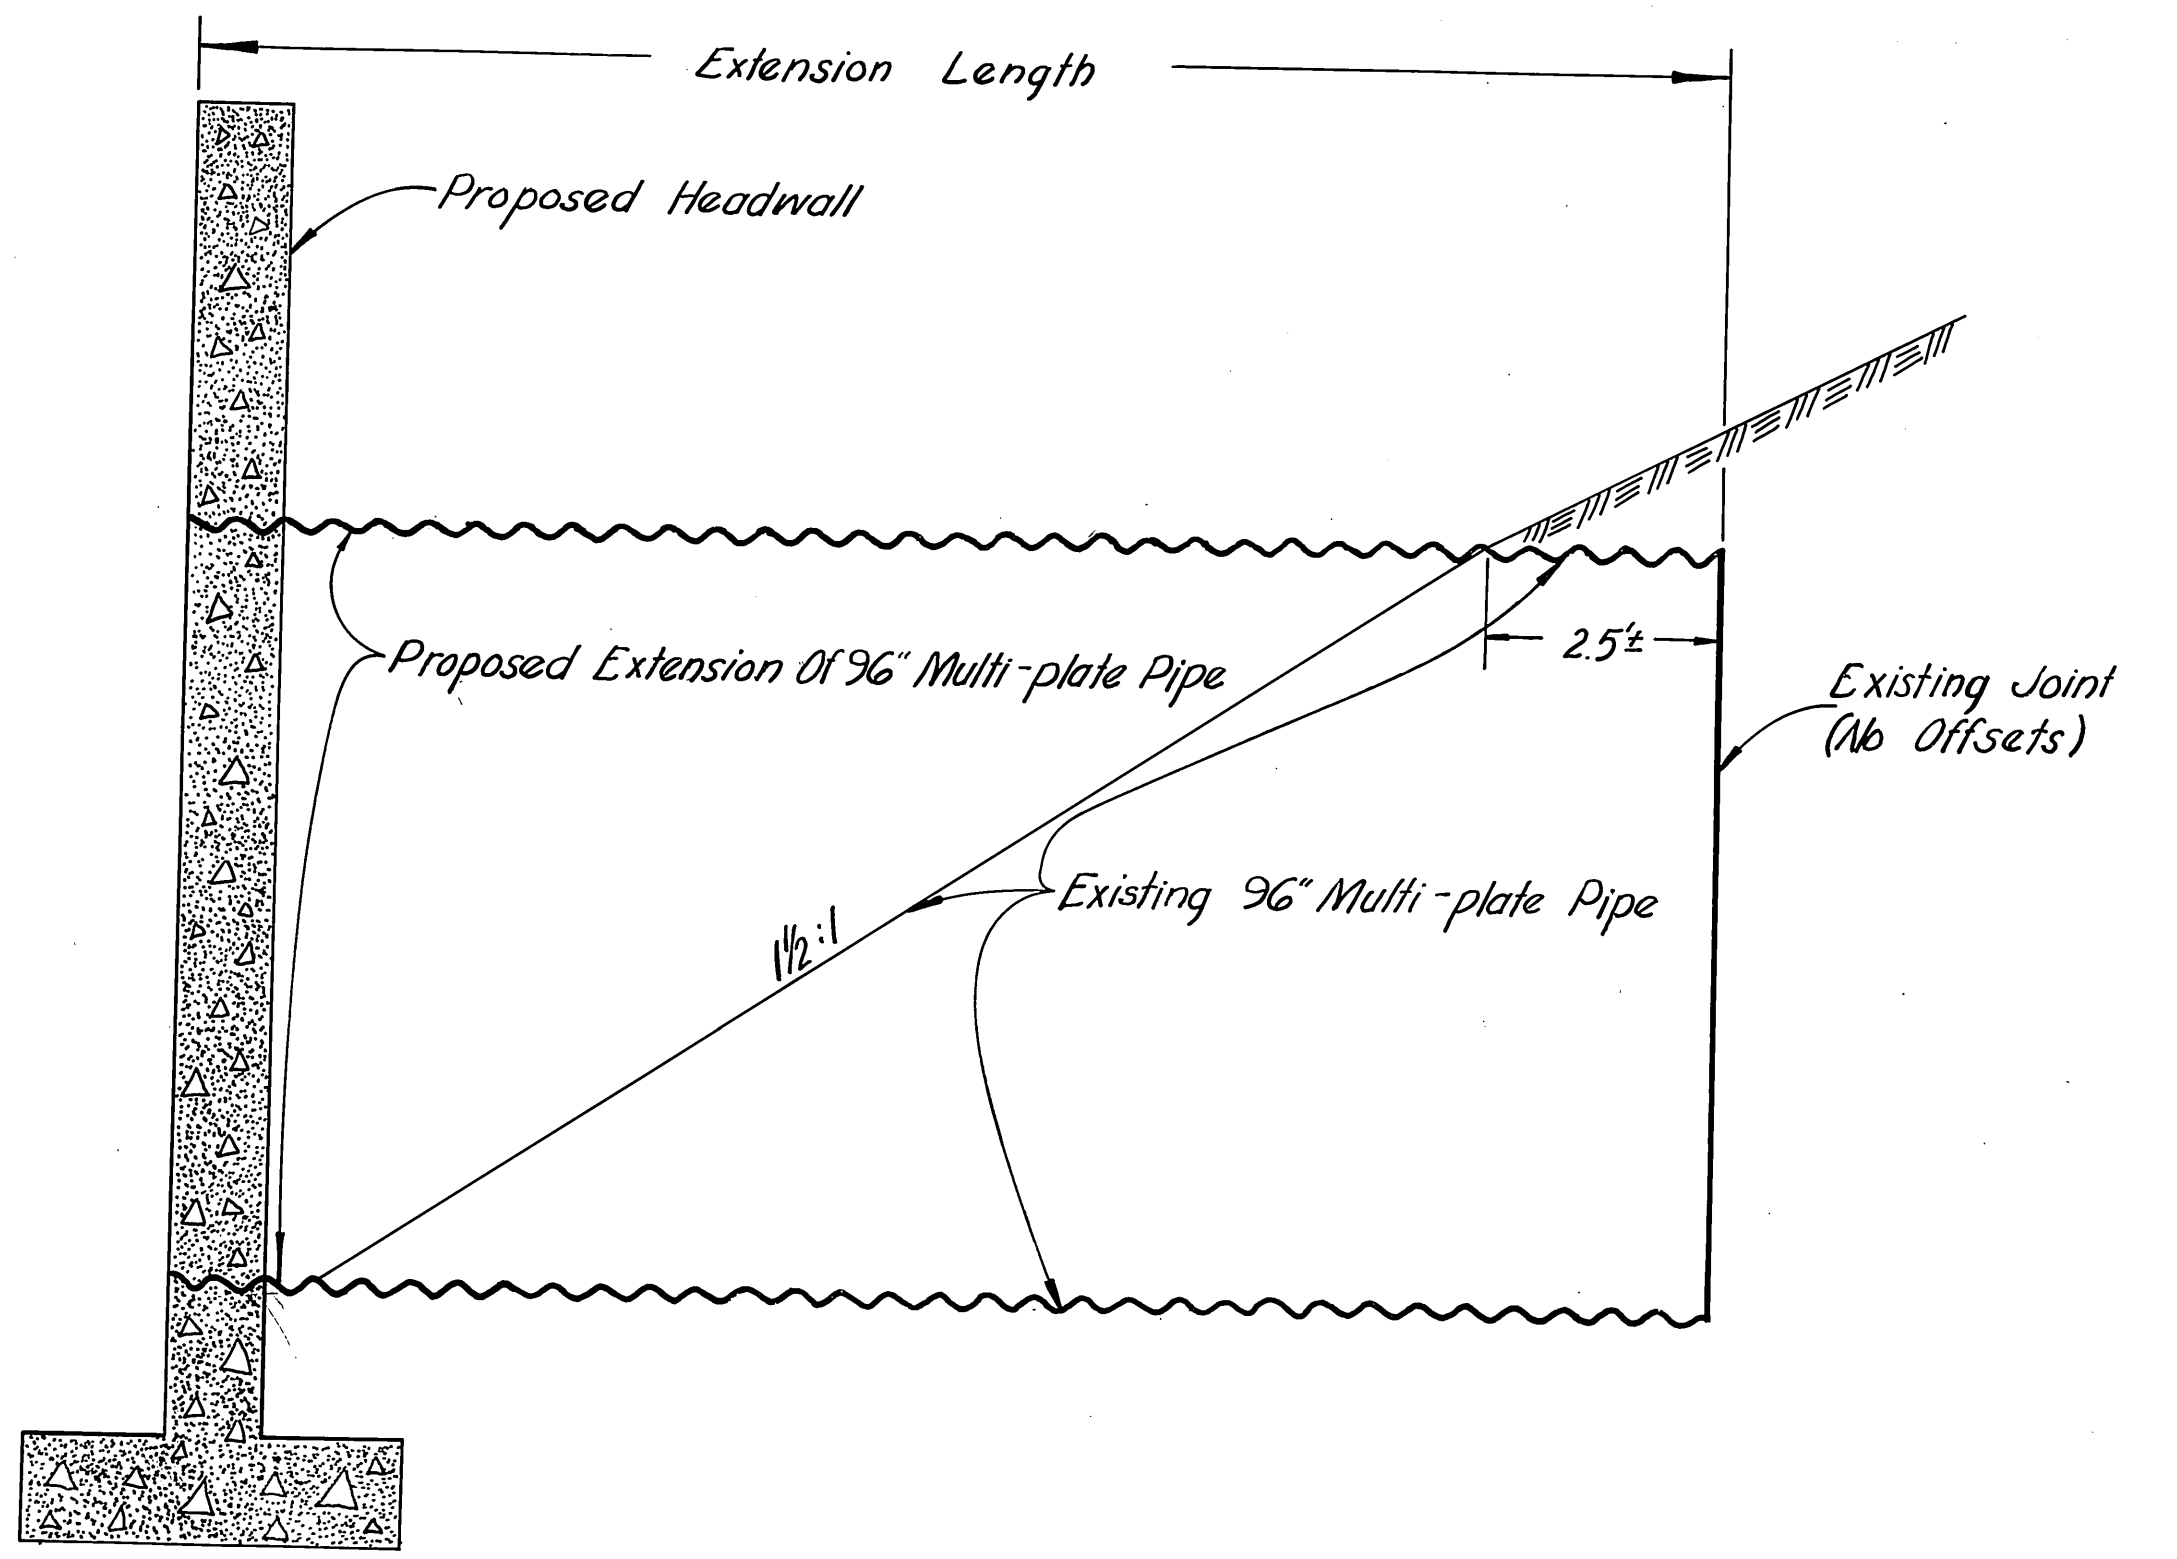 Extension Length
Proposed Headwall
Proposed Extension Of 96" Multi-plate Pipe
2.5'±
Existing Joint
(No Offsets)
Existing 96" Multi-plate Pipe
1½:1